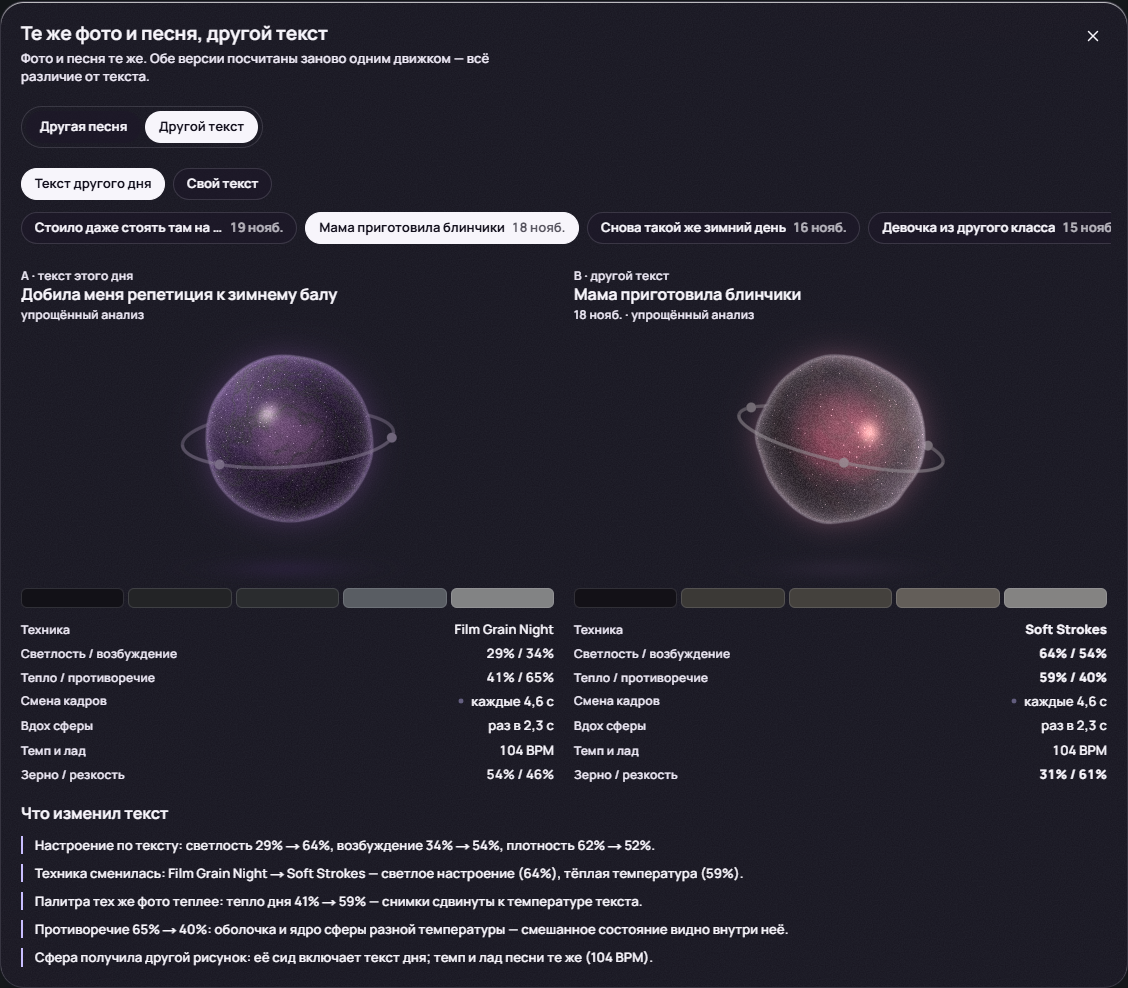 Те же фото и песня, другой текст
Фото и песня те же. Обе версии посчитаны заново одним движком — всё
различие от текста.
Другая песня Другой текст
Текст другого дня Свой текст
Стоило даже стоять там на ... 19 нояб. Мама приготовила блинчики 18 нояб. Снова такой же зимний день 16 нояб. Девочка из другого класса 15 нояб
A · текст этого дня
Добила меня репетиция к зимнему балу
упрощённый анализ
B · другой текст
Мама приготовила блинчики
18 нояб. · упрощённый анализ
Техника Film Grain Night
Светлость / возбуждение 29% / 34%
Тепло / противоречие 41% / 65%
Смена кадров • каждые 4,6 с
Вдох сферы раз в 2,3 с
Темп и лад 104 BPM
Зерно / резкость 54% / 46%
Техника Soft Strokes
Светлость / возбуждение 64% / 54%
Тепло / противоречие 59% / 40%
Смена кадров • каждые 4,6 с
Вдох сферы раз в 2,3 с
Темп и лад 104 BPM
Зерно / резкость 31% / 61%
Что изменил текст
Настроение по тексту: светлость 29% → 64%, возбуждение 34% → 54%, плотность 62% → 52%.
Техника сменилась: Film Grain Night → Soft Strokes — светлое настроение (64%), тёплая температура (59%).
Палитра тех же фото теплее: тепло дня 41% → 59% — снимки сдвинуты к температуре текста.
Противоречие 65% → 40%: оболочка и ядро сферы разной температуры — смешанное состояние видно внутри неё.
Сфера получила другой рисунок: её сид включает текст дня; темп и лад песни те же (104 BPM).